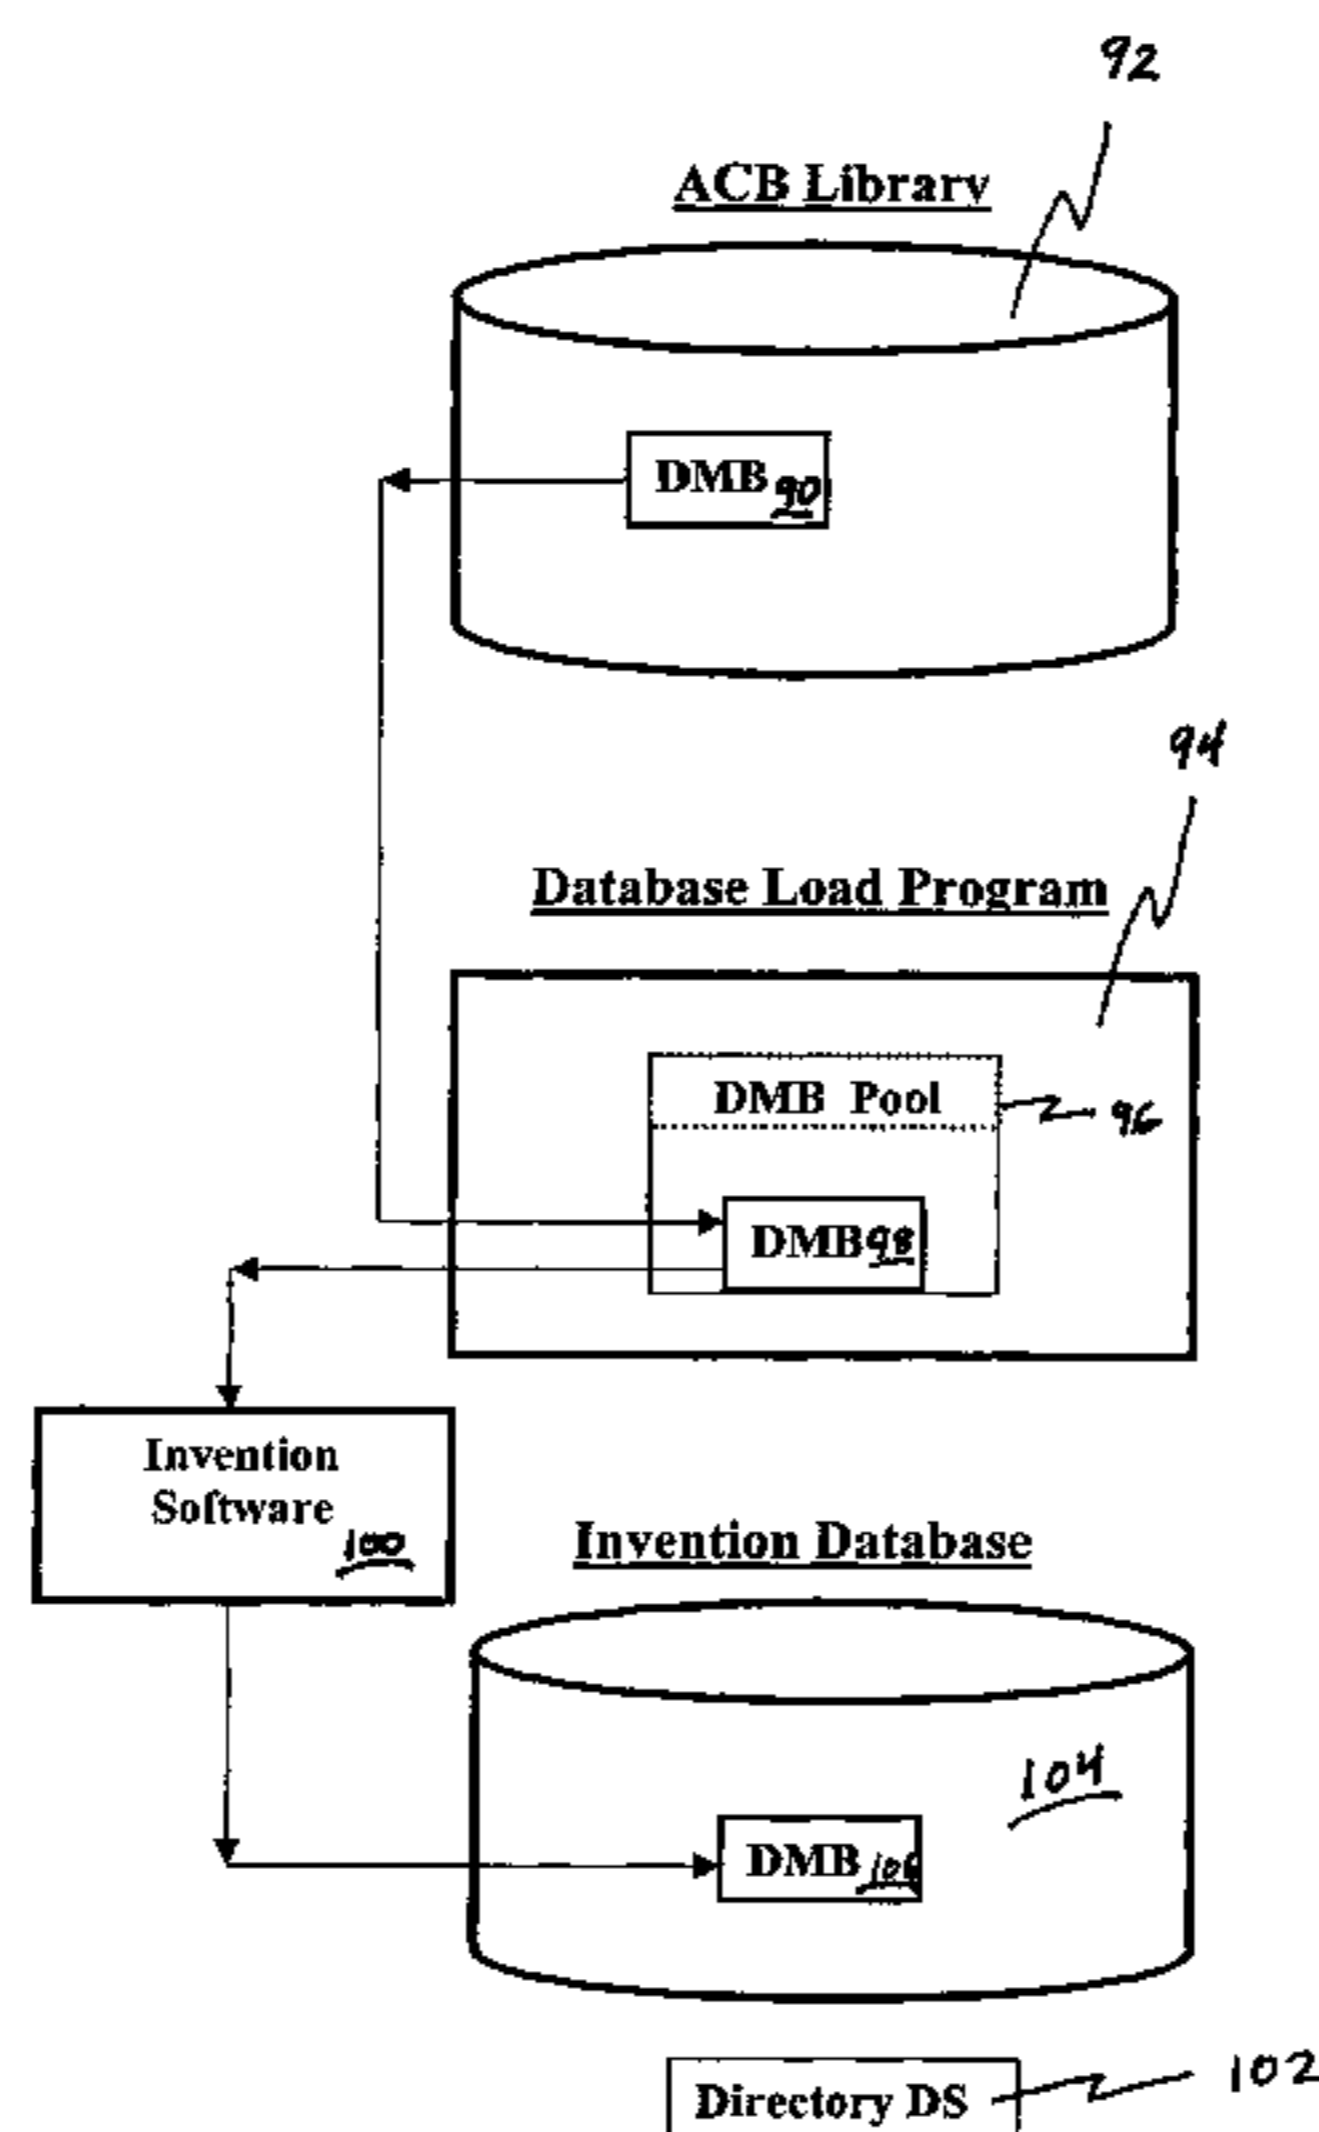 92
ACB Library
DMB 90
94
Database Load Program
DMB Pool
96
DMB 98
Invention
Software
100
Invention Database
104
DMB 106
102
Directory DS